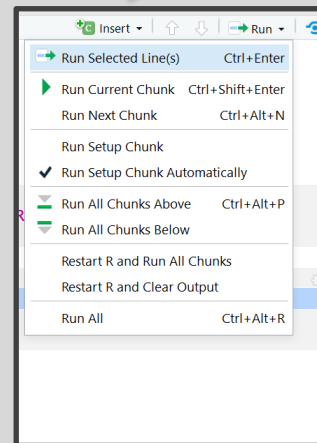 Insert Run
Run Selected Line(s) Ctrl+Enter
Run Current Chunk Ctrl+Shift+Enter
Run Next Chunk Ctrl+Alt+N
Run Setup Chunk
Run Setup Chunk Automatically
Run All Chunks Above Ctrl+Alt+P
Run All Chunks Below
Restart R and Run All Chunks
Restart R and Clear Output
Run All Ctrl+Alt+R